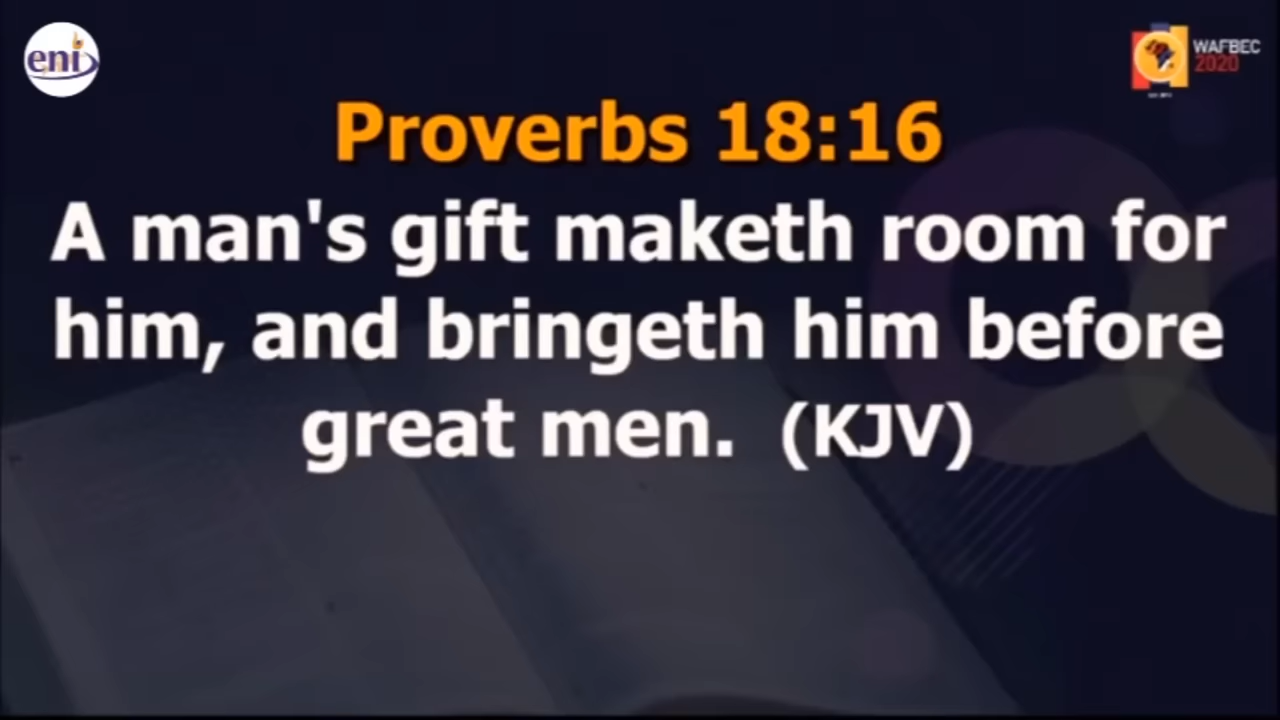 eni
WAFBEC
2020
Proverbs 18:16
A man's gift maketh room for
him, and bringeth him before
great men. (KJV)